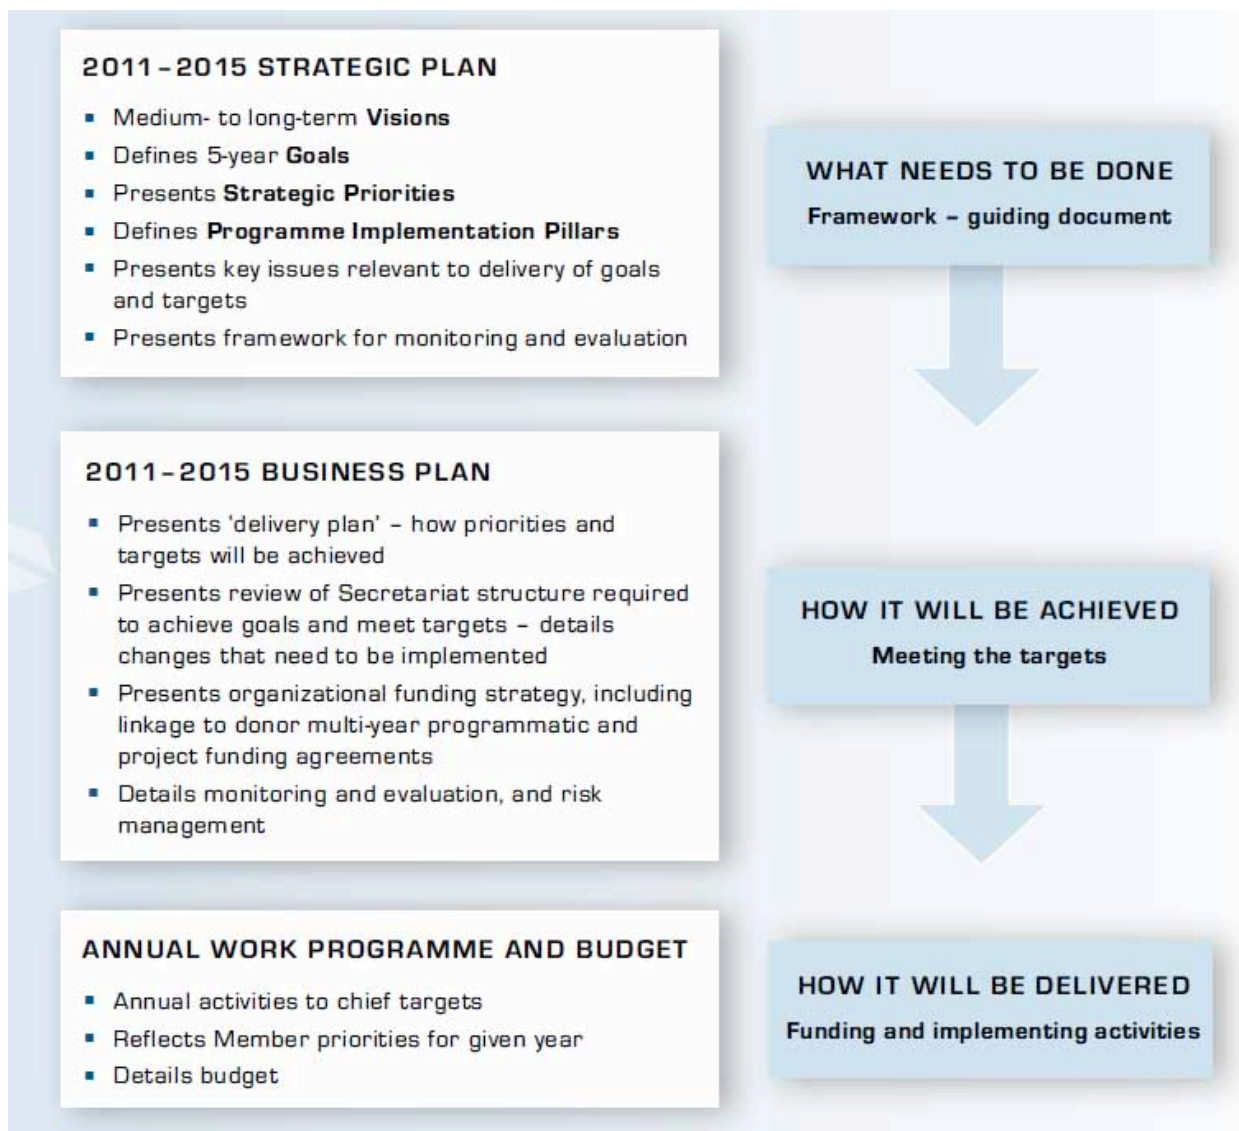 2011–2015 STRATEGIC PLAN
▪ Medium- to long-term Visions
▪ Defines 5-year Goals
▪ Presents Strategic Priorities
▪ Defines Programme Implementation Pillars
▪ Presents key issues relevant to delivery of goals
and targets
▪ Presents framework for monitoring and evaluation
WHAT NEEDS TO BE DONE
Framework – guiding document
2011–2015 BUSINESS PLAN
▪ Presents 'delivery plan' – how priorities and
targets will be achieved
▪ Presents review of Secretariat structure required
to achieve goals and meet targets – details
changes that need to be implemented
▪ Presents organizational funding strategy, including
linkage to donor multi-year programmatic and
project funding agreements
▪ Details monitoring and evaluation, and risk
management
HOW IT WILL BE ACHIEVED
Meeting the targets
ANNUAL WORK PROGRAMME AND BUDGET
▪ Annual activities to chief targets
▪ Reflects Member priorities for given year
▪ Details budget
HOW IT WILL BE DELIVERED
Funding and implementing activities